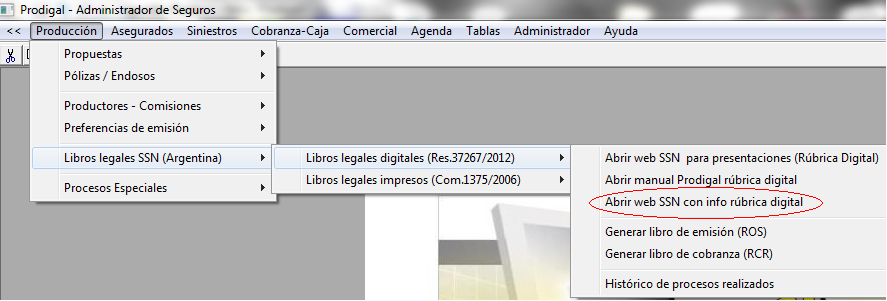 Prodigal - Administrador de Seguros
<< Producción Asegurados Siniestros Cobranza-Caja Comercial Agenda Tablas Administrador Ayuda
Propuestas
Pólizas / Endosos
Productores - Comisiones
Preferencias de emisión
Libros legales SSN (Argentina)
Procesos Especiales
Libros legales digitales (Res.37267/2012)
Libros legales impresos (Com.1375/2006)
Abrir web SSN para presentaciones (Rúbrica Digital)
Abrir manual Prodigal rúbrica digital
Abrir web SSN con info rúbrica digital
Generar libro de emisión (ROS)
Generar libro de cobranza (RCR)
Histórico de procesos realizados